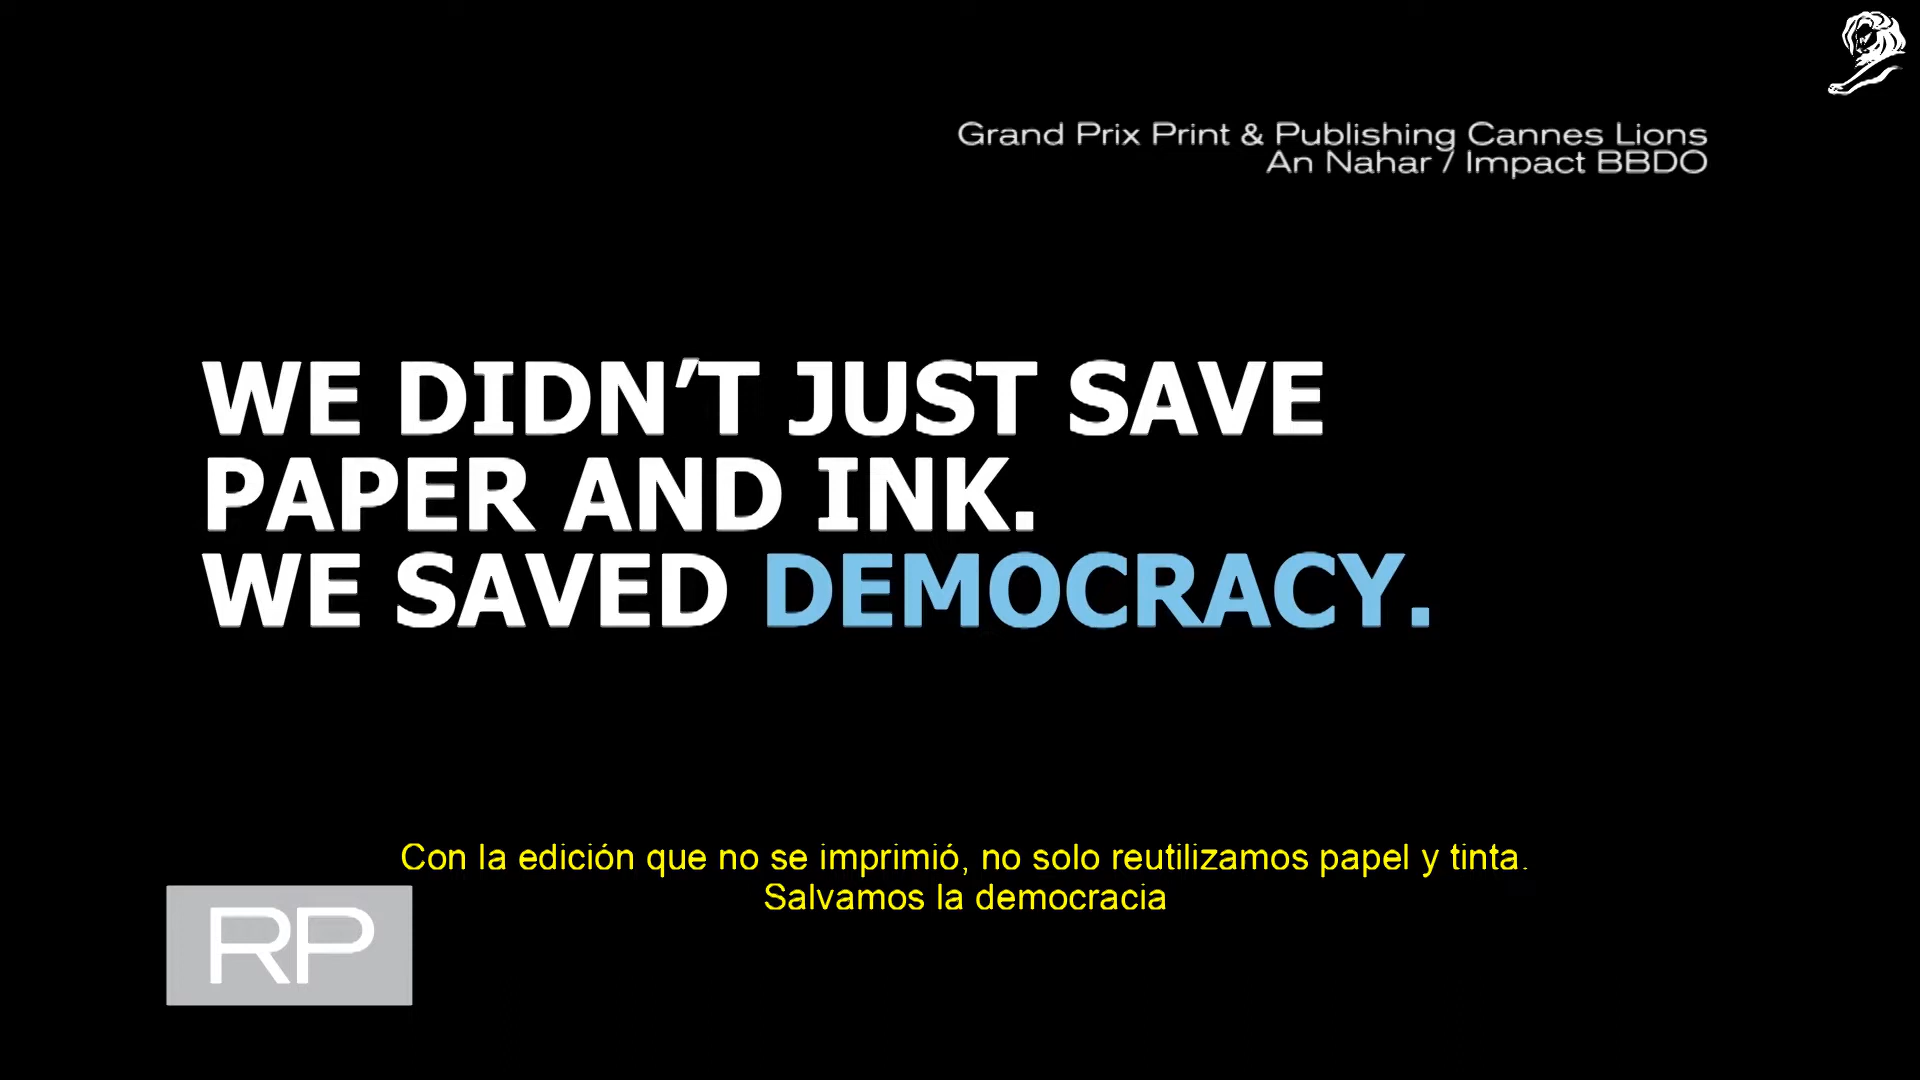 Grand Prix Print & Publishing Cannes Lions
An Nahar / Impact BBDO
WE DIDN’T JUST SAVE
PAPER AND INK.
WE SAVED DEMOCRACY.
Con la edición que no se imprimió, no solo reutilizamos papel y tinta.
Salvamos la democracia
RP